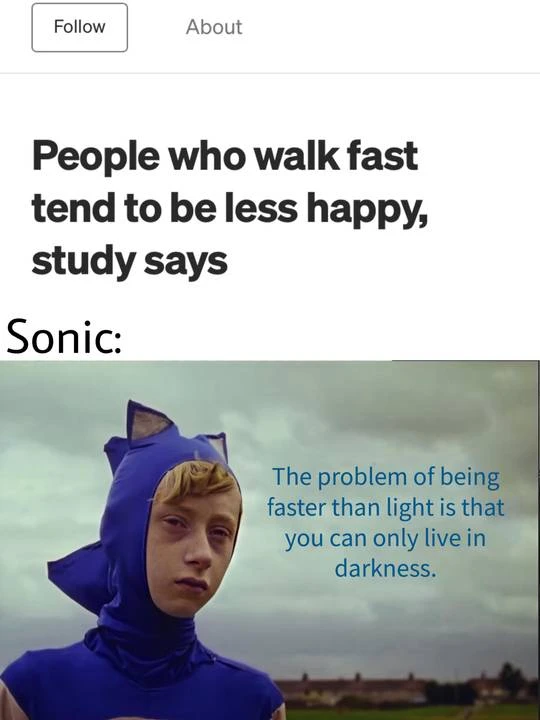 Follow
About
People who walk fast
tend to be less happy,
study says
Sonic:
The problem of being
faster than light is that
you can only live in
darkness.